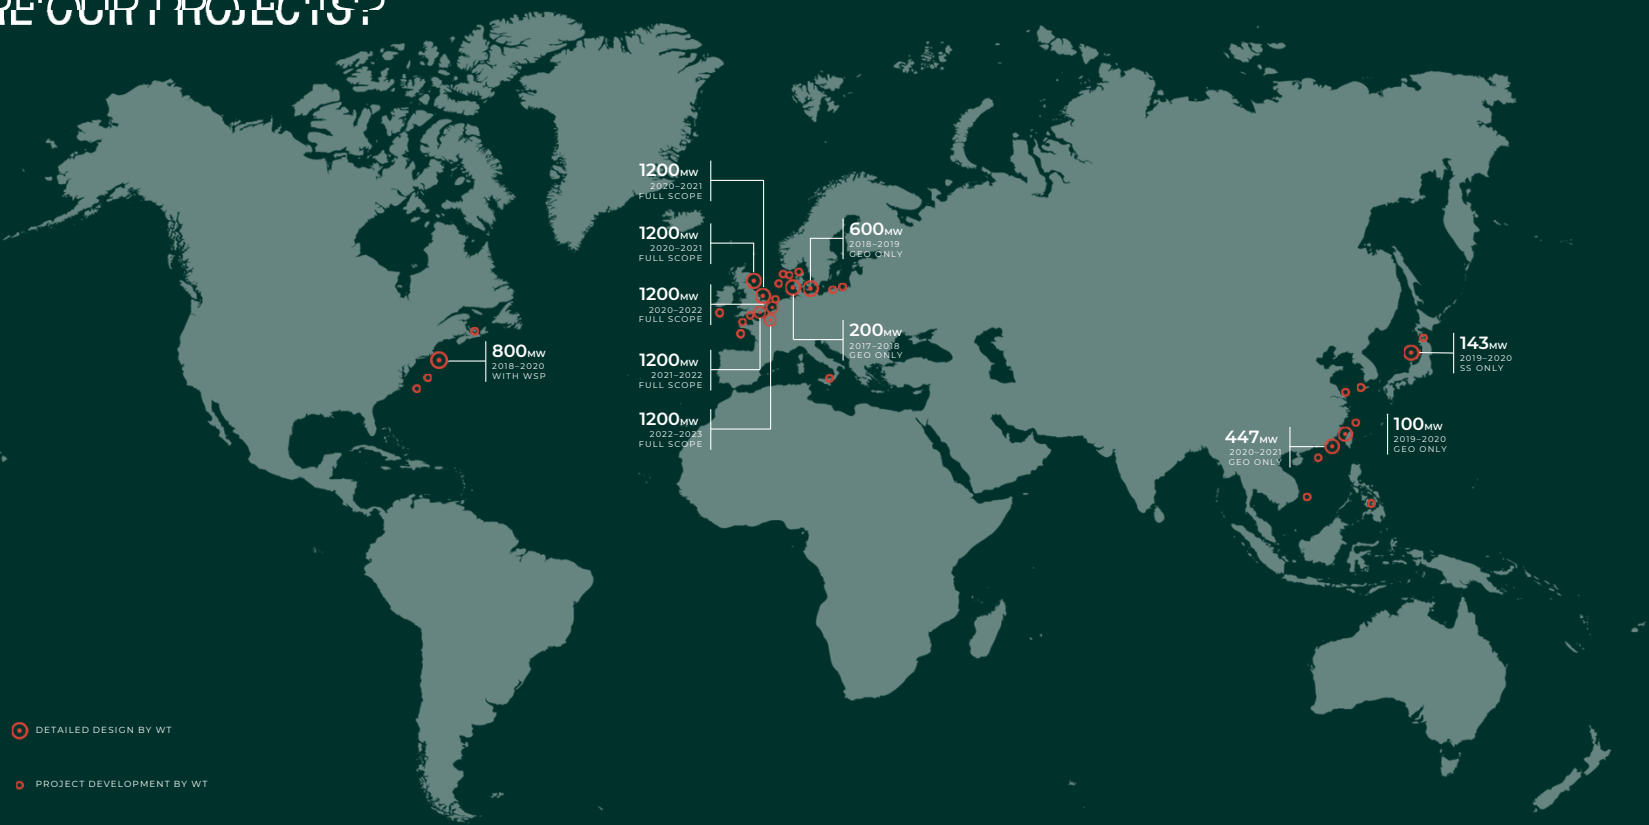 RE OUR PROJECTS?
1200MW
2020–2021
FULL SCOPE
1200MW
2020–2021
FULL SCOPE
1200MW
2020–2022
FULL SCOPE
1200MW
2021–2022
FULL SCOPE
1200MW
2022–2023
FULL SCOPE
600MW
2018–2019
GEO ONLY
200MW
2017–2018
GEO ONLY
800MW
2018–2020
WITH WSP
143MW
2019–2020
SS ONLY
447MW
2020–2021
GEO ONLY
100MW
2019–2020
GEO ONLY
DETAILED DESIGN BY WT
PROJECT DEVELOPMENT BY WT